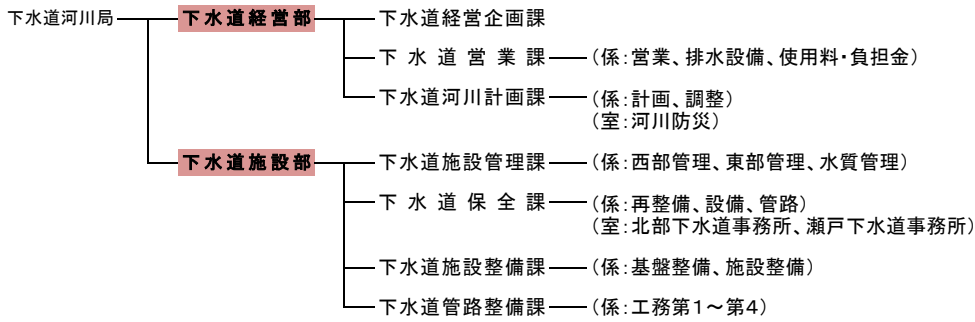 下水道河川局 下水道経営部 下水道経営企画課
下水道営業課 (係:営業、排水設備、使用料・負担金)
下水道河川計画課 (係:計画、調整)
(室:河川防災)
下水道施設部 下水道施設管理課 (係:西部管理、東部管理、水質管理)
下水道保全課 (係:再整備、設備、管路)
(室:北部下水道事務所、瀬戸下水道事務所)
下水道施設整備課 (係:基盤整備、施設整備)
下水道管路整備課 (係:工務第1～第4)